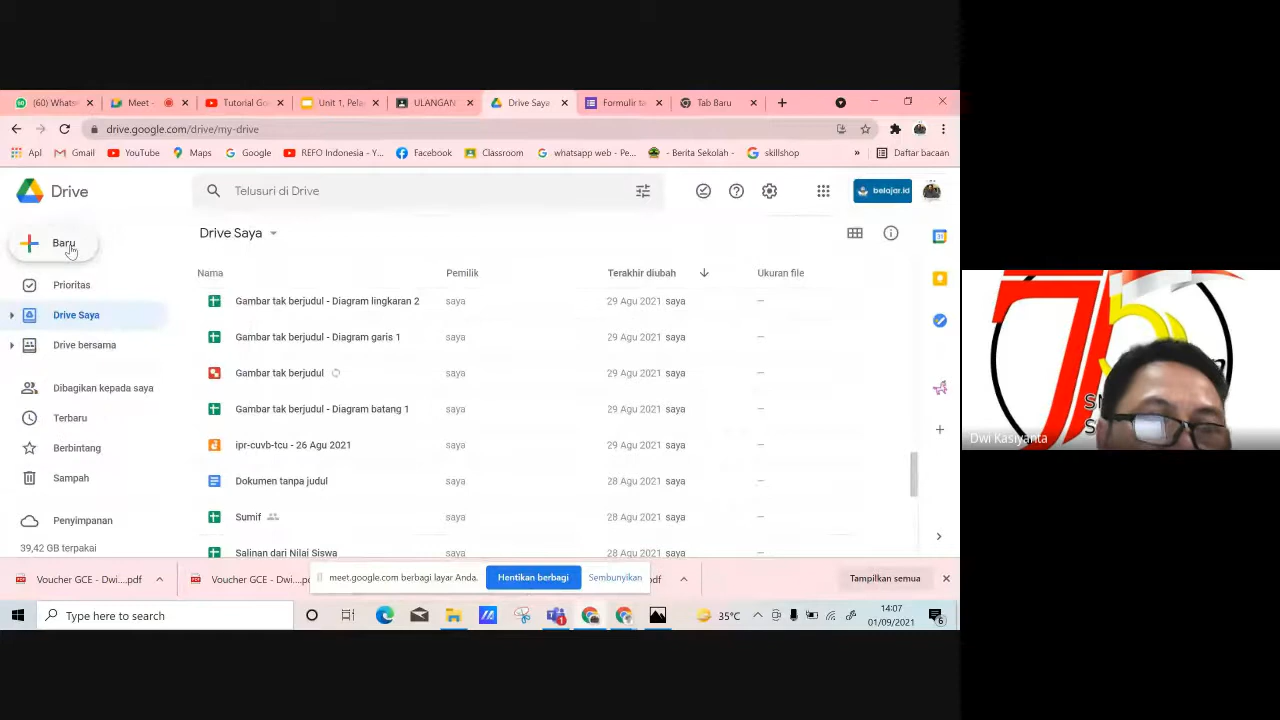 (60) Whats
Meet -
Tutorial Go
Unit 1, Pela
ULANGAN
Drive Saya
Formulir ta
Tab Baru
drive.google.com/drive/my-drive
Apl
Gmail
YouTube
Maps
Google
REFO Indonesia - Y...
Facebook
Classroom
whatsapp web - Pe...
- Berita Sekolah -
skillshop
»
Daftar bacaan
Drive
Telusuri di Drive
belajar.id
Baru
Prioritas
Drive Saya
Drive bersama
Dibagikan kepada saya
Terbaru
Berbintang
Sampah
Penyimpanan
39,42 GB terpakai
Drive Saya
Nama Pemilik Terakhir diubah Ukuran file
Gambar tak berjudul - Diagram lingkaran 2 saya 29 Agu 2021 saya —
Gambar tak berjudul - Diagram garis 1 saya 29 Agu 2021 saya —
Gambar tak berjudul saya 29 Agu 2021 saya —
Gambar tak berjudul - Diagram batang 1 saya 29 Agu 2021 saya —
ipr-cuvb-tcu - 26 Agu 2021 saya 29 Agu 2021 saya —
Dokumen tanpa judul saya 28 Agu 2021 saya —
Sumif saya 28 Agu 2021 saya —
Salinan dari Nilai Siswa saya 28 Agu 2021 saya —
Voucher GCE - Dwi....pdf
Voucher GCE - Dwi....p
meet.google.com berbagi layar Anda.
Hentikan berbagi
Sembunyikan
df
Tampilkan semua
Type here to search
35°C
14:07
01/09/2021
6
Dwi Kasiyanta